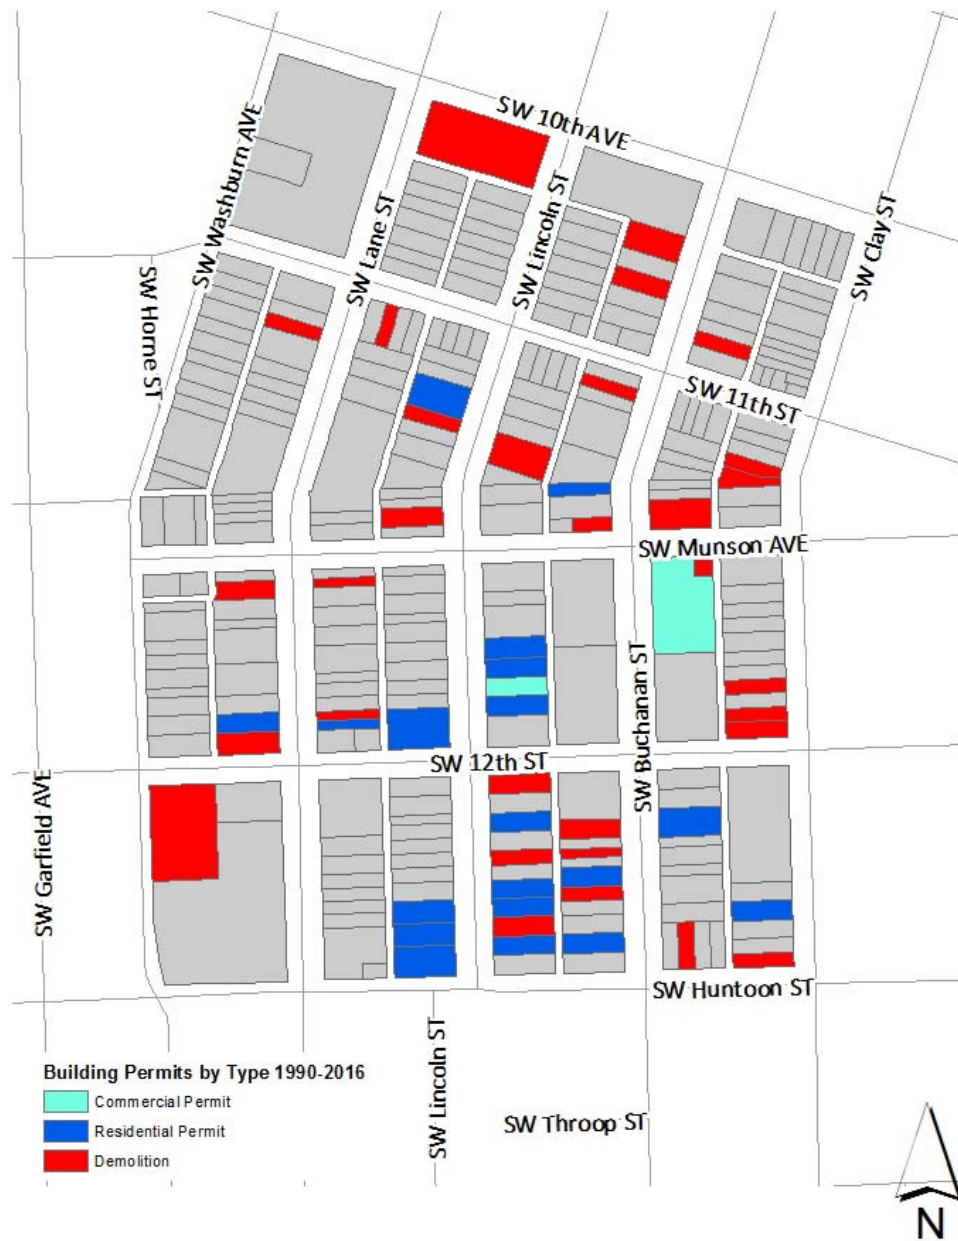 SW 10th AVE
SW Washburn AVE
SW Lane ST
SW Lincoln ST
SW Clay ST
SW Horne ST
SW 11th ST
SW Munson AVE
SW Buchanan ST
SW 12th ST
SW Garfield AVE
SW Huntoon ST
SW Lincoln ST
SW Throop ST
Building Permits by Type 1990-2016
Commercial Permit
Residential Permit
Demolition
N